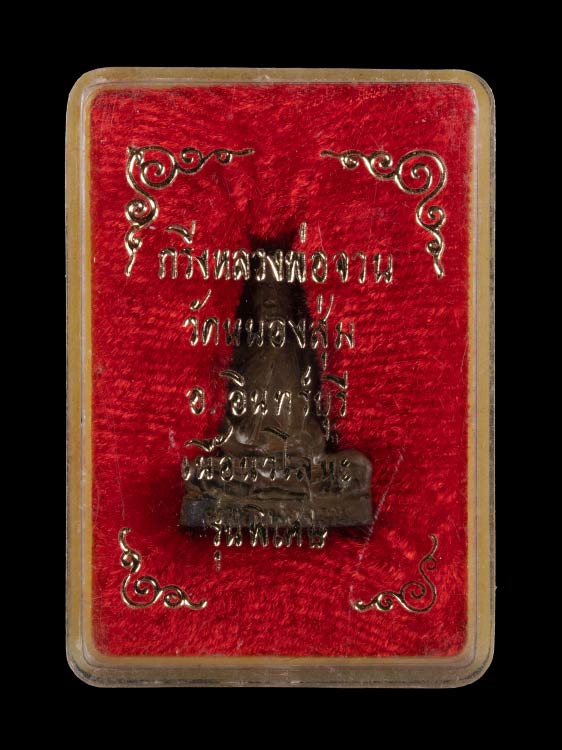 กริ่งหลวงพ่อจวน
วัดหนองสุ่ม
อ. อินทร์บุรี
เนื้อนวโลหะ
รุ่นพิเศษ